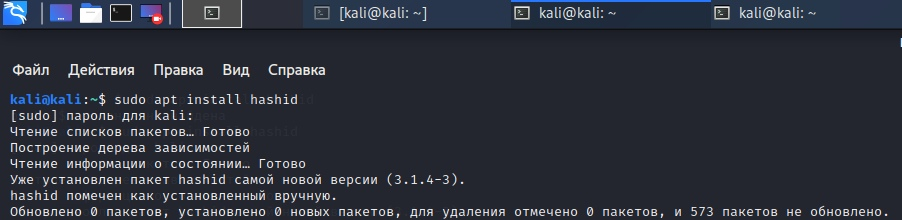 [kali@kali: ~]
kali@kali: ~
kali@kali: ~
Файл Действия Правка Вид Справка
kali@kali:~$ sudo apt install hashid
[sudo] пароль для kali:
Чтение списков пакетов… Готово
Построение дерева зависимостей
Чтение информации о состоянии… Готово
Уже установлен пакет hashid самой новой версии (3.1.4-3).
hashid помечен как установленный вручную.
Обновлено 0 пакетов, установлено 0 новых пакетов, для удаления отмечено 0 пакетов, и 573 пакетов не обновлено.